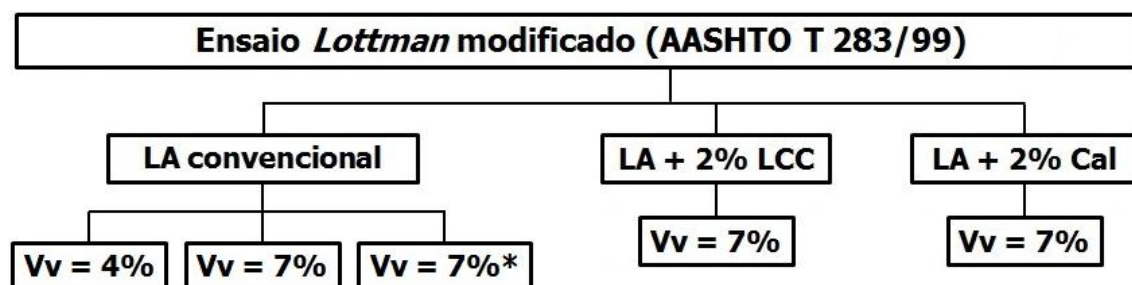 Ensaio Lottman modificado (AASHTO T 283/99)
LA convencional
LA + 2% LCC
LA + 2% Cal
Vv = 4%
Vv = 7%
Vv = 7%*
Vv = 7%
Vv = 7%